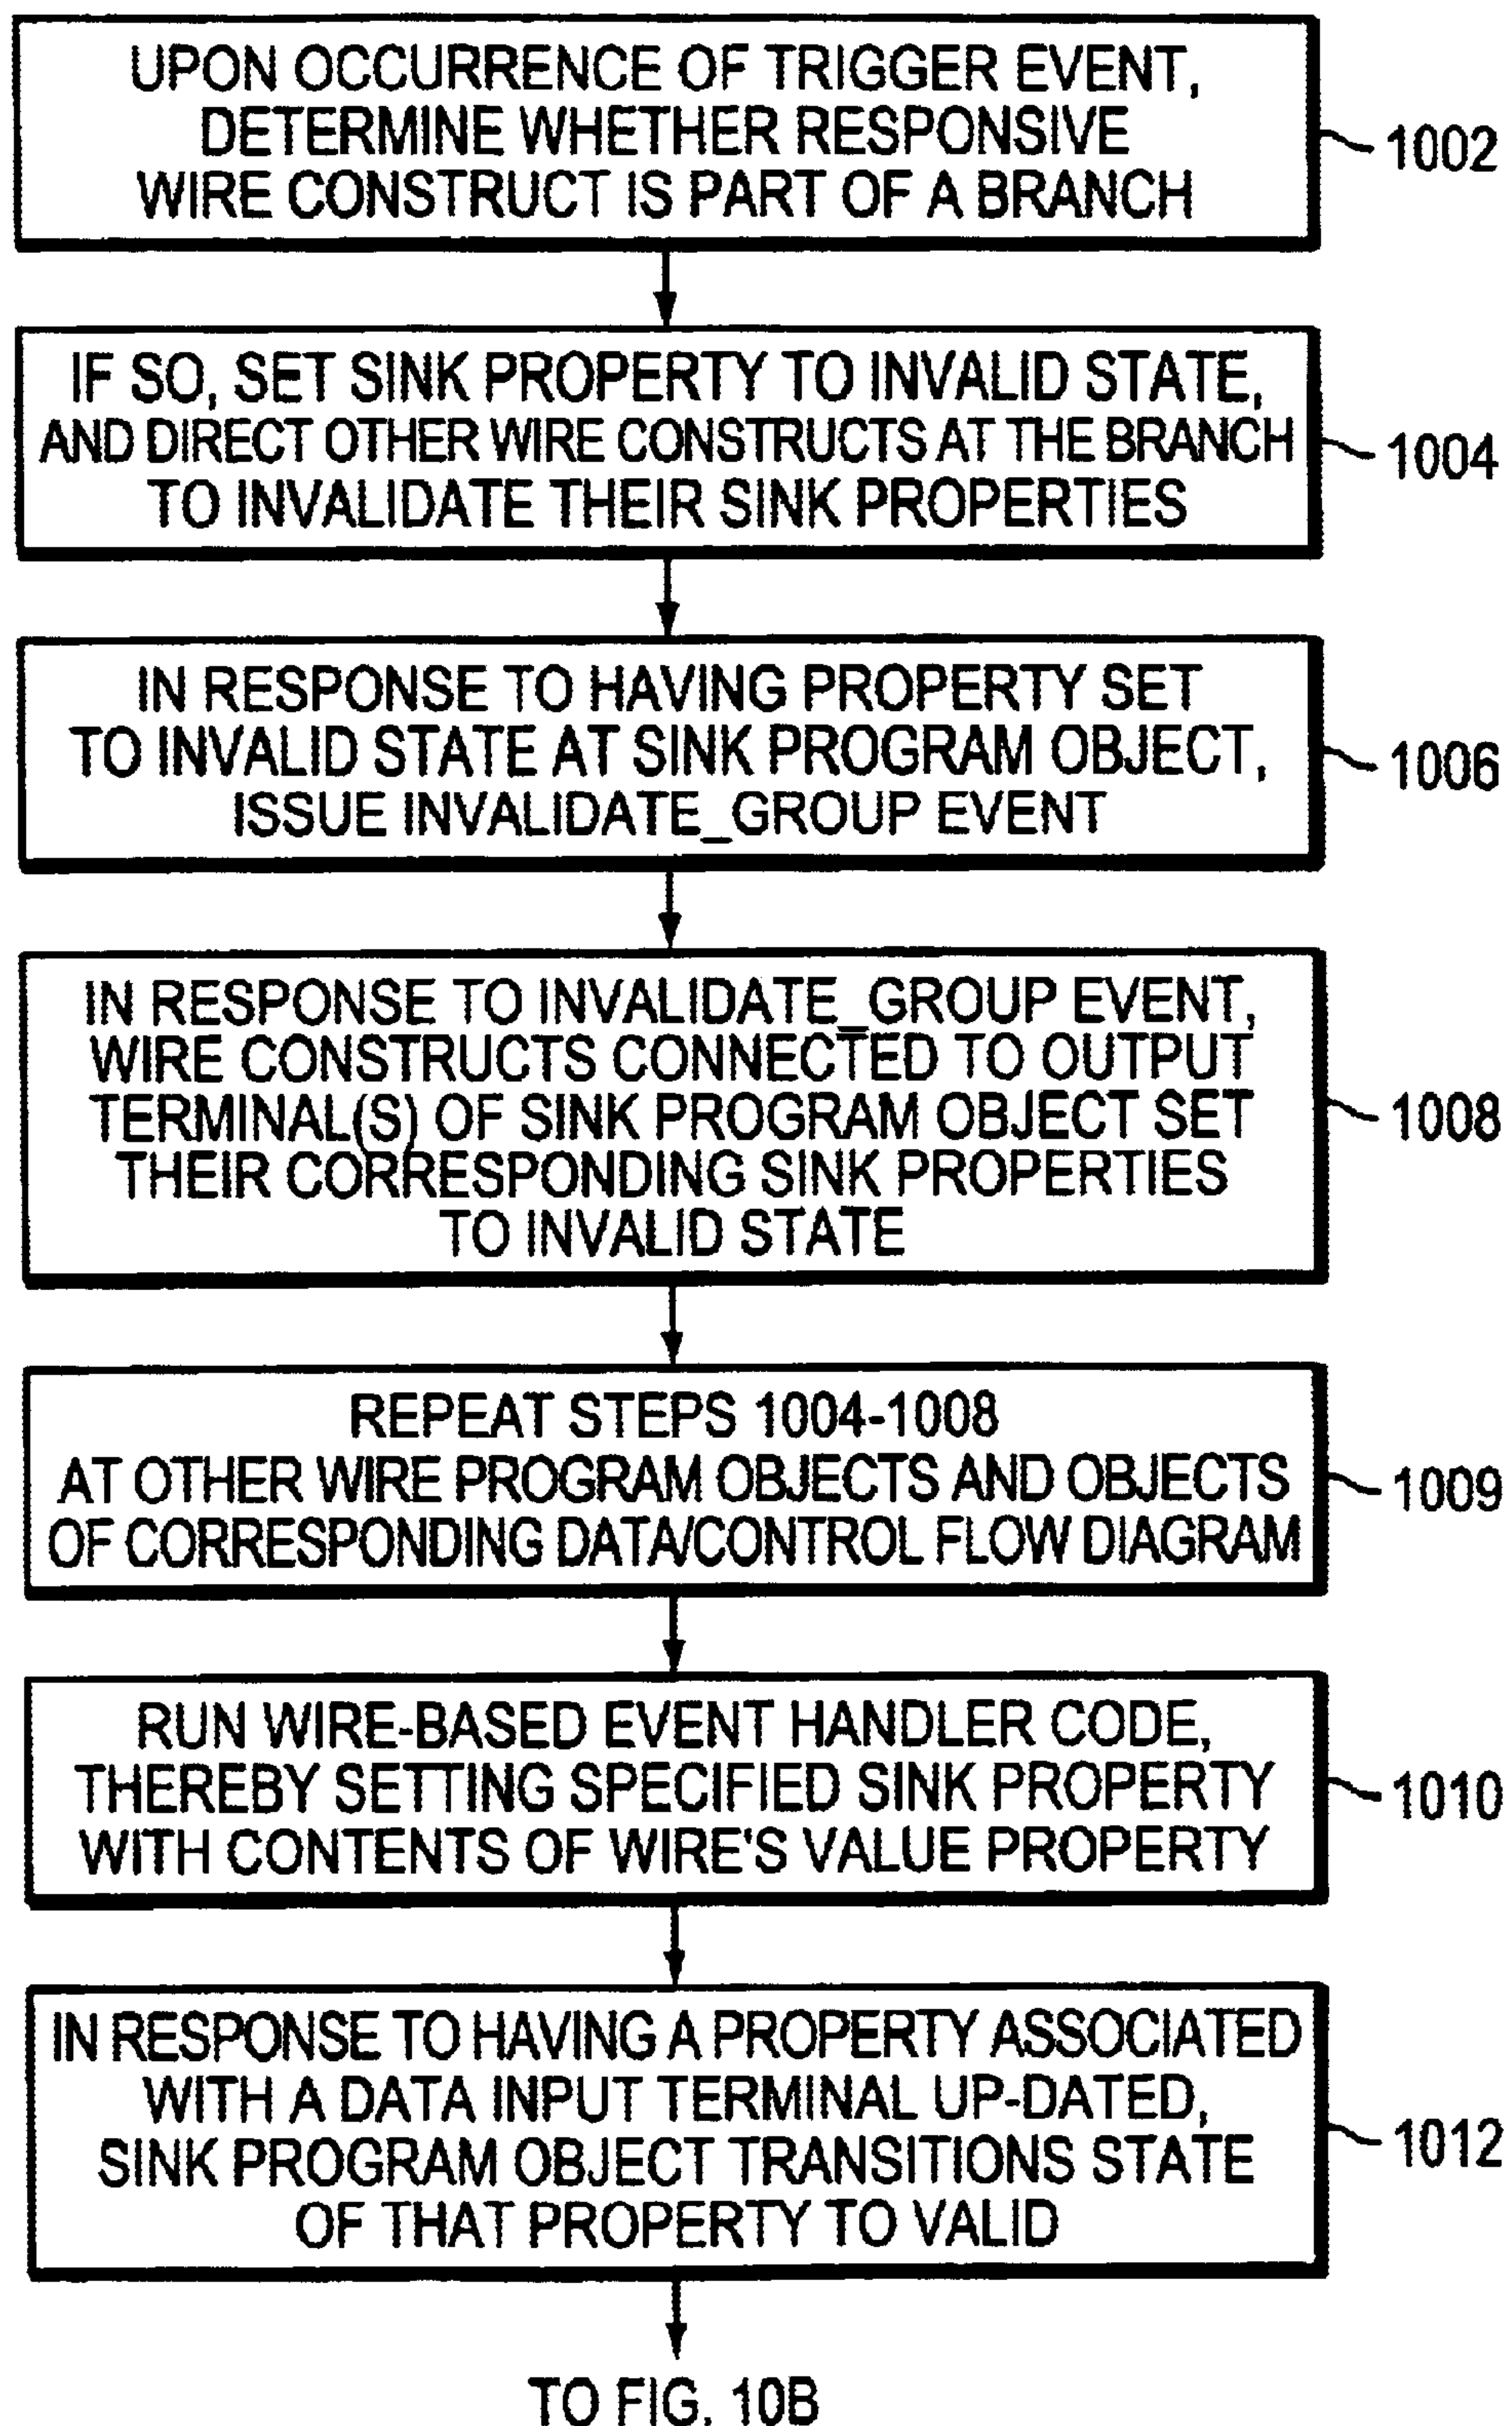 UPON OCCURRENCE OF TRIGGER EVENT,
DETERMINE WHETHER RESPONSIVE
WIRE CONSTRUCT IS PART OF A BRANCH
1002
IF SO, SET SINK PROPERTY TO INVALID STATE,
AND DIRECT OTHER WIRE CONSTRUCTS AT THE BRANCH
TO INVALIDATE THEIR SINK PROPERTIES
1004
IN RESPONSE TO HAVING PROPERTY SET
TO INVALID STATE AT SINK PROGRAM OBJECT,
ISSUE INVALIDATE_GROUP EVENT
1006
IN RESPONSE TO INVALIDATE_GROUP EVENT,
WIRE CONSTRUCTS CONNECTED TO OUTPUT
TERMINAL(S) OF SINK PROGRAM OBJECT SET
THEIR CORRESPONDING SINK PROPERTIES
TO INVALID STATE
1008
REPEAT STEPS 1004-1008
AT OTHER WIRE PROGRAM OBJECTS AND OBJECTS
OF CORRESPONDING DATA/CONTROL FLOW DIAGRAM
1009
RUN WIRE-BASED EVENT HANDLER CODE,
THEREBY SETTING SPECIFIED SINK PROPERTY
WITH CONTENTS OF WIRE'S VALUE PROPERTY
1010
IN RESPONSE TO HAVING A PROPERTY ASSOCIATED
WITH A DATA INPUT TERMINAL UP-DATED,
SINK PROGRAM OBJECT TRANSITIONS STATE
OF THAT PROPERTY TO VALID
1012
TO FIG. 10B